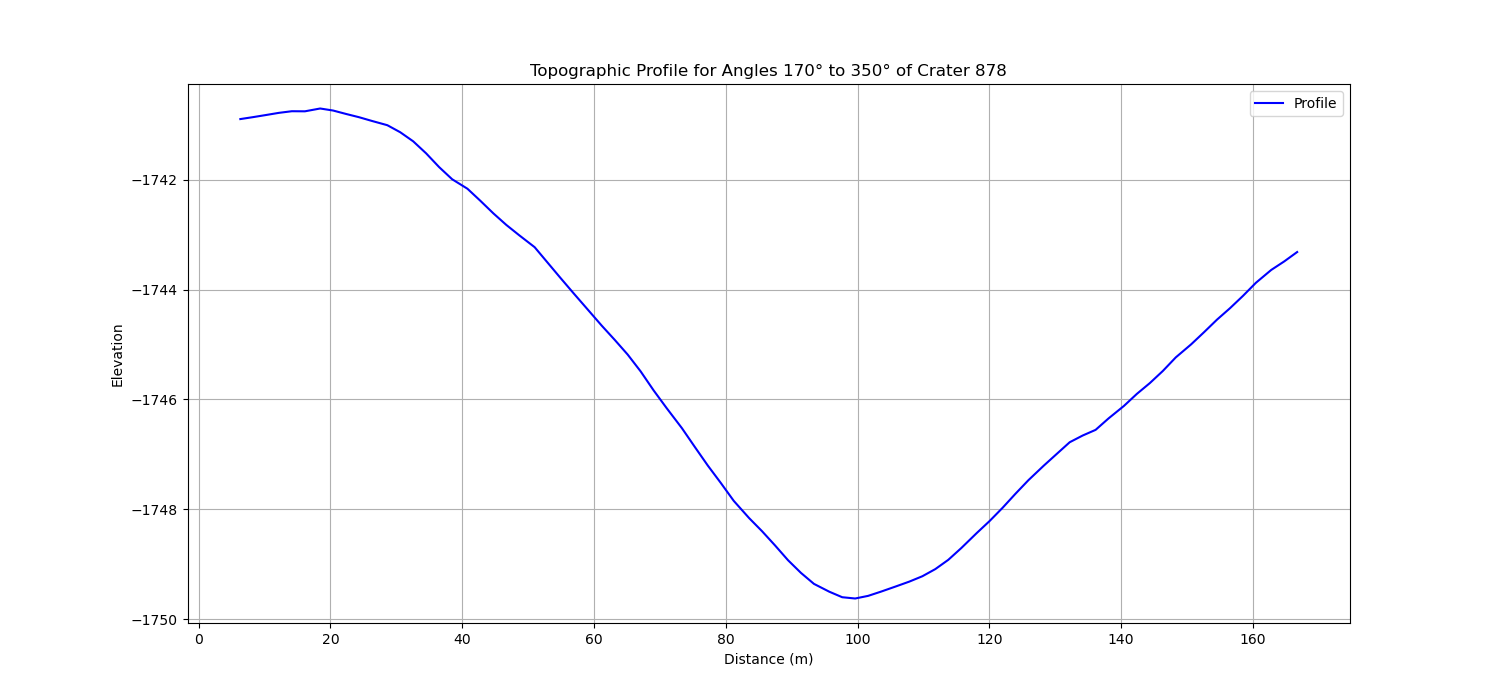 Topographic Profile for Angles 170° to 350° of Crater 878
Profile
Elevation
−1742
−1744
−1746
−1748
−1750
0 20 40 60 80 100 120 140 160
Distance (m)